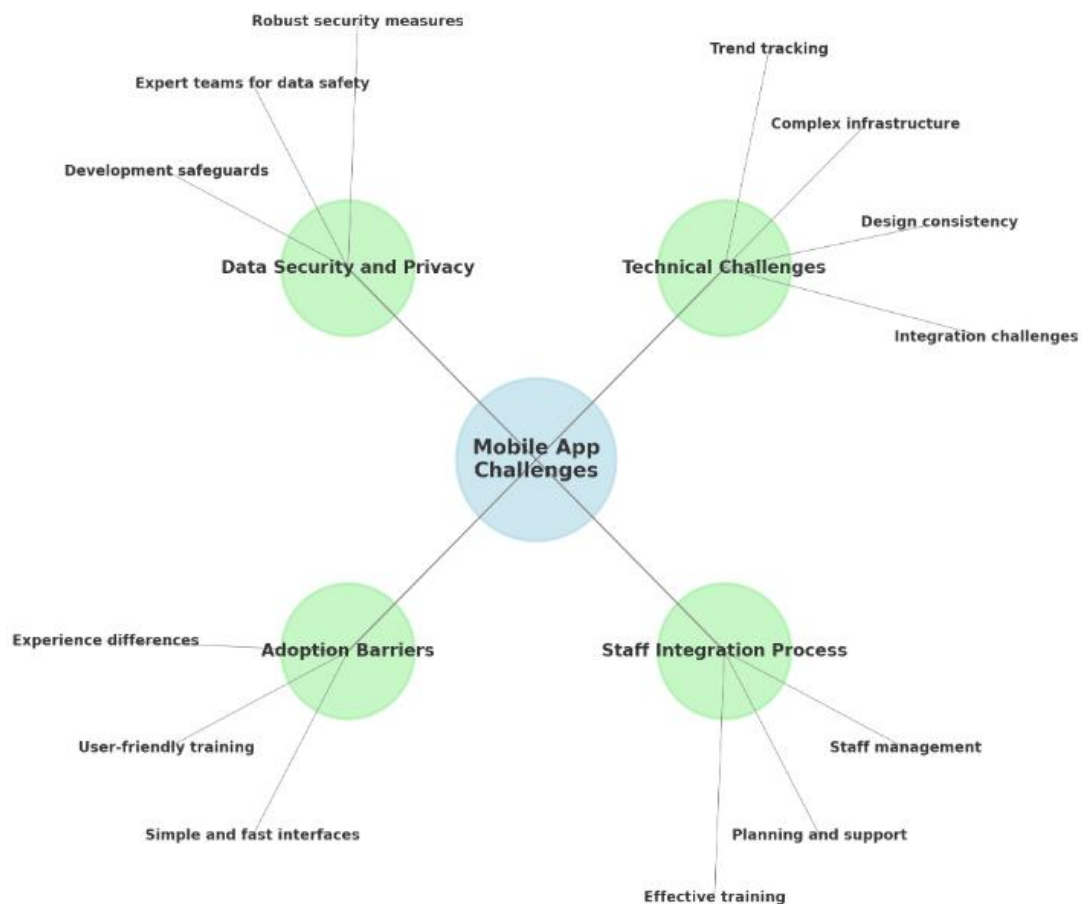 Robust security measures
Trend tracking
Expert teams for data safety
Complex infrastructure
Development safeguards
Design consistency
Data Security and Privacy
Technical Challenges
Integration challenges
Mobile App
Challenges
Experience differences
Adoption Barriers
Staff Integration Process
User-friendly training
Staff management
Simple and fast interfaces
Planning and support
Effective training